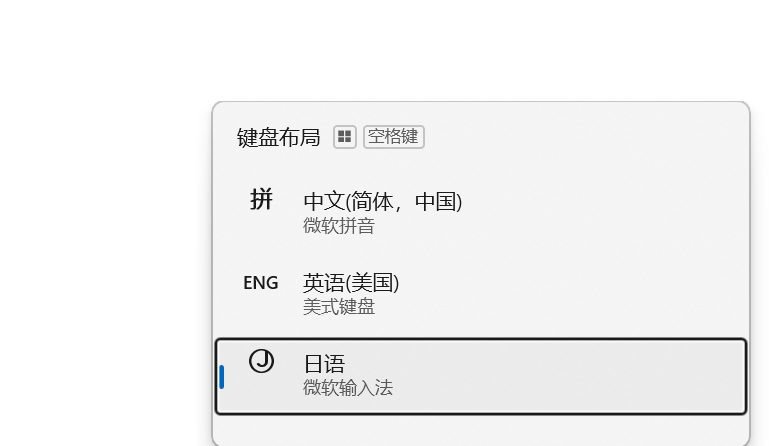 键盘布局 空格键
拼 中文(简体，中国)
微软拼音
ENG 英语(美国)
美式键盘
J 日语
微软输入法